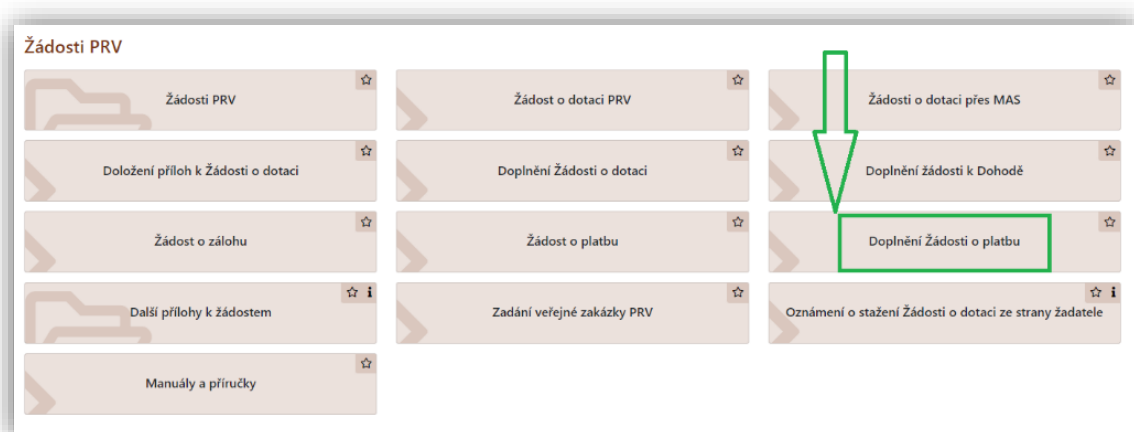 Žádosti PRV
Žádosti PRV
Žádost o dotaci PRV
Žádosti o dotaci přes MAS
Doložení příloh k Žádosti o dotaci
Doplnění Žádosti o dotaci
Doplnění žádosti k Dohodě
Žádost o zálohu
Žádost o platbu
Doplnění Žádosti o platbu
Další přílohy k žádostem
Zadání veřejné zakázky PRV
Oznámení o stažení Žádosti o dotaci ze strany žadatele
Manuály a příručky